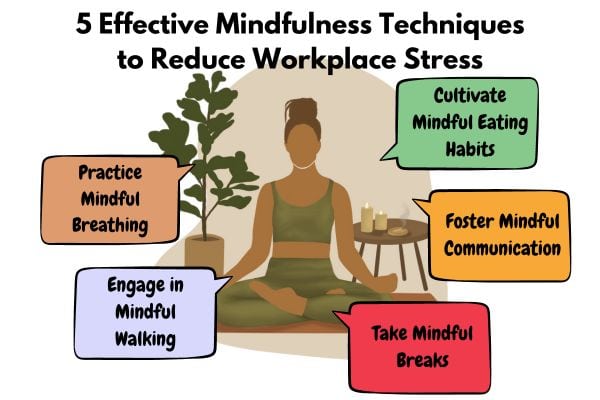 5 Effective Mindfulness Techniques
to Reduce Workplace Stress
Cultivate
Mindful Eating
Habits
Practice
Mindful
Breathing
Foster Mindful
Communication
Engage in
Mindful
Walking
Take Mindful
Breaks